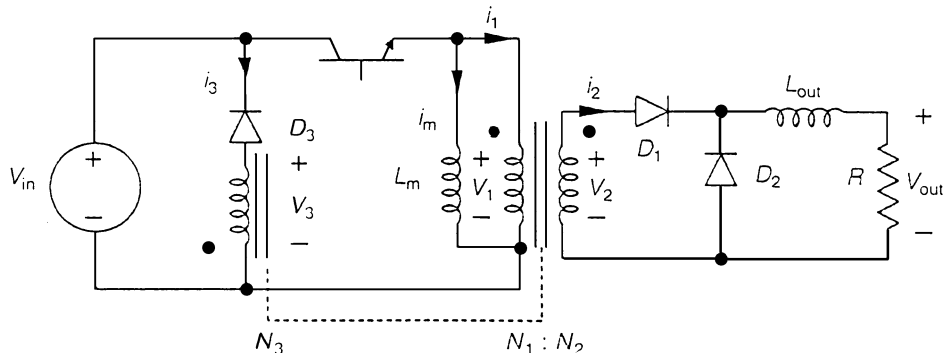 i1
i3
i2
Lout
D3
im
D1
+
Vin
+
−
+
V3
−
Lm
+
V1
−
+
V2
−
D2
R
+
Vout
−
N3
N1 : N2